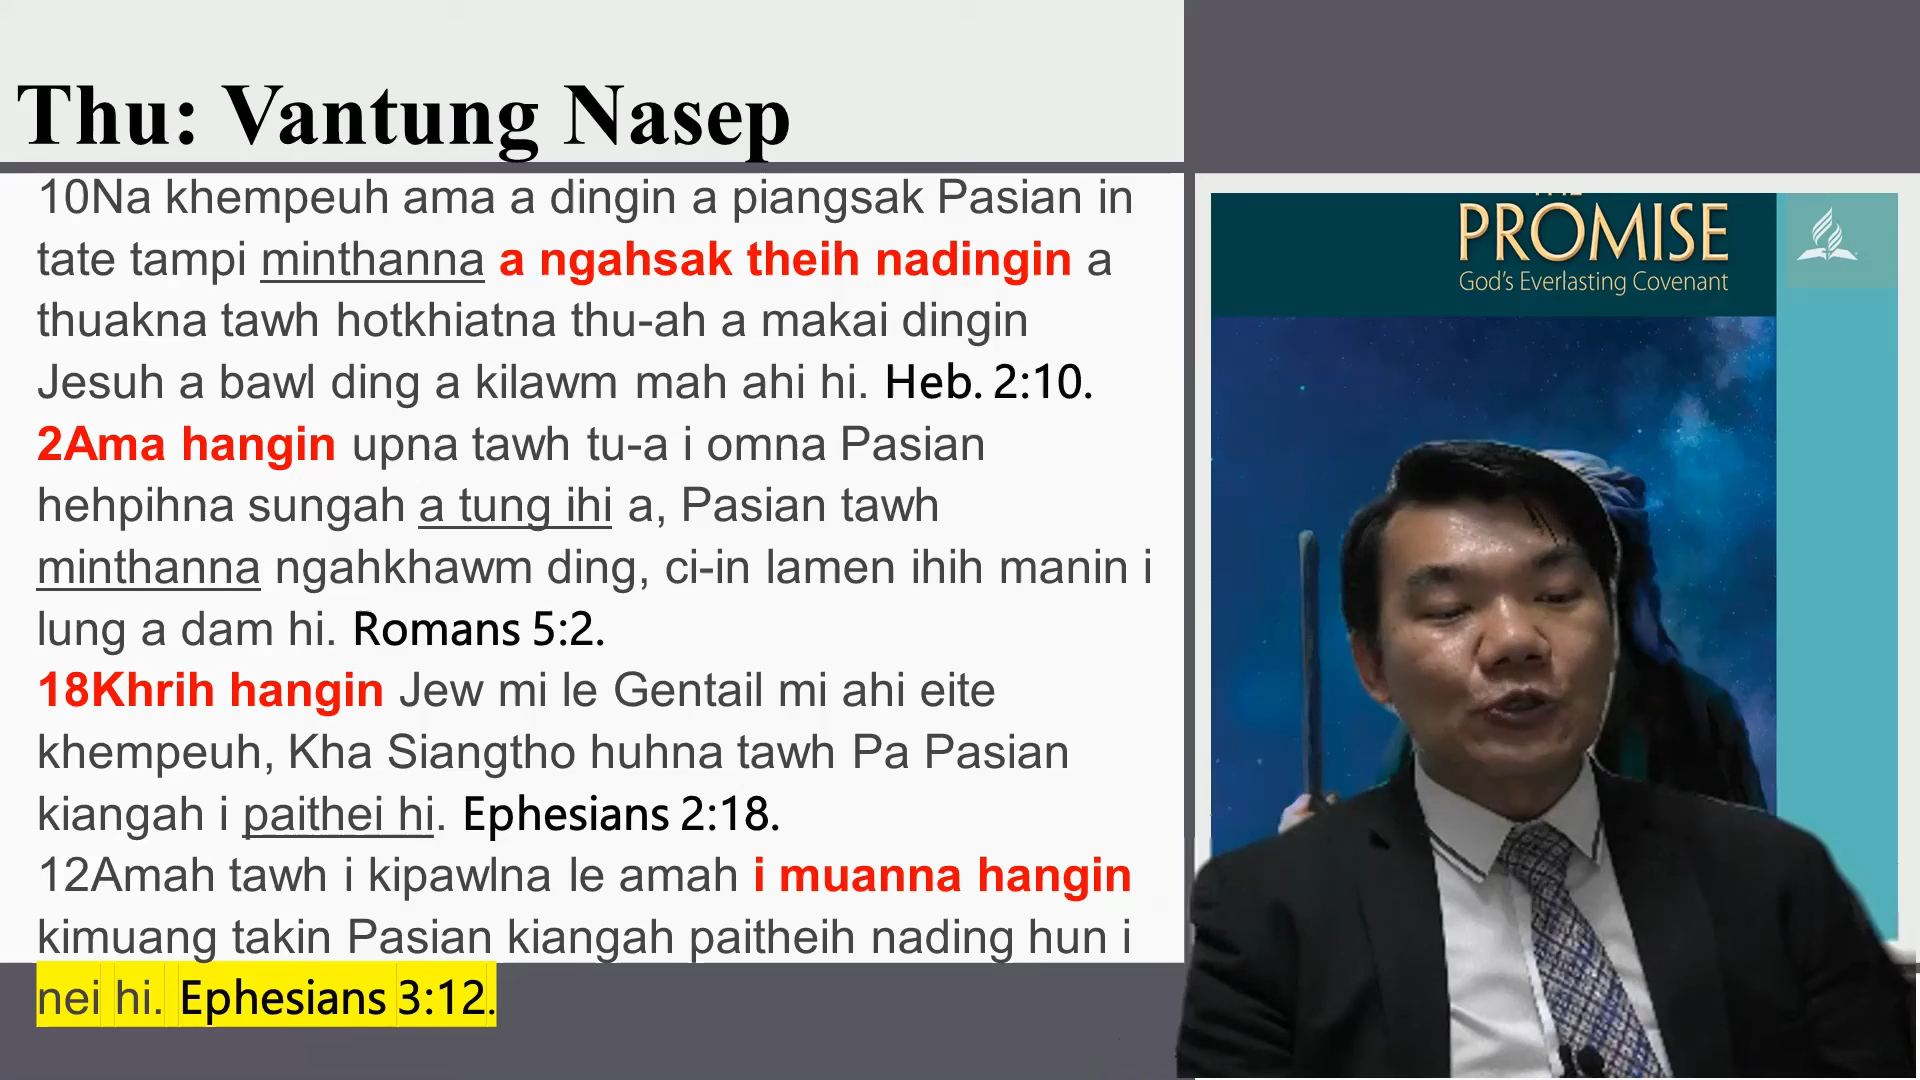 Thu: Vantung Nasep
10Na khempeuh ama a dingin a piangsak Pasian in
tate tampi minthanna a ngahsak theih nadingin a
thuakna tawh hotkhiatna thu-ah a makai dingin
Jesuh a bawl ding a kilawm mah ahi hi. Heb. 2:10.
2Ama hangin upna tawh tu-a i omna Pasian
hehpihna sungah a tung ihi a, Pasian tawh
minthanna ngahkhawm ding, ci-in lamen ihih manin i
lung a dam hi. Romans 5:2.
18Khrih hangin Jew mi le Gentail mi ahi eite
khempeuh, Kha Siangtho huhna tawh Pa Pasian
kiangah i paithei hi. Ephesians 2:18.
12Amah tawh i kipawlna le amah i muanna hangin
kimuang takin Pasian kiangah paitheih nading hun i
nei hi. Ephesians 3:12.
PROMISE
God's Everlasting Covenant